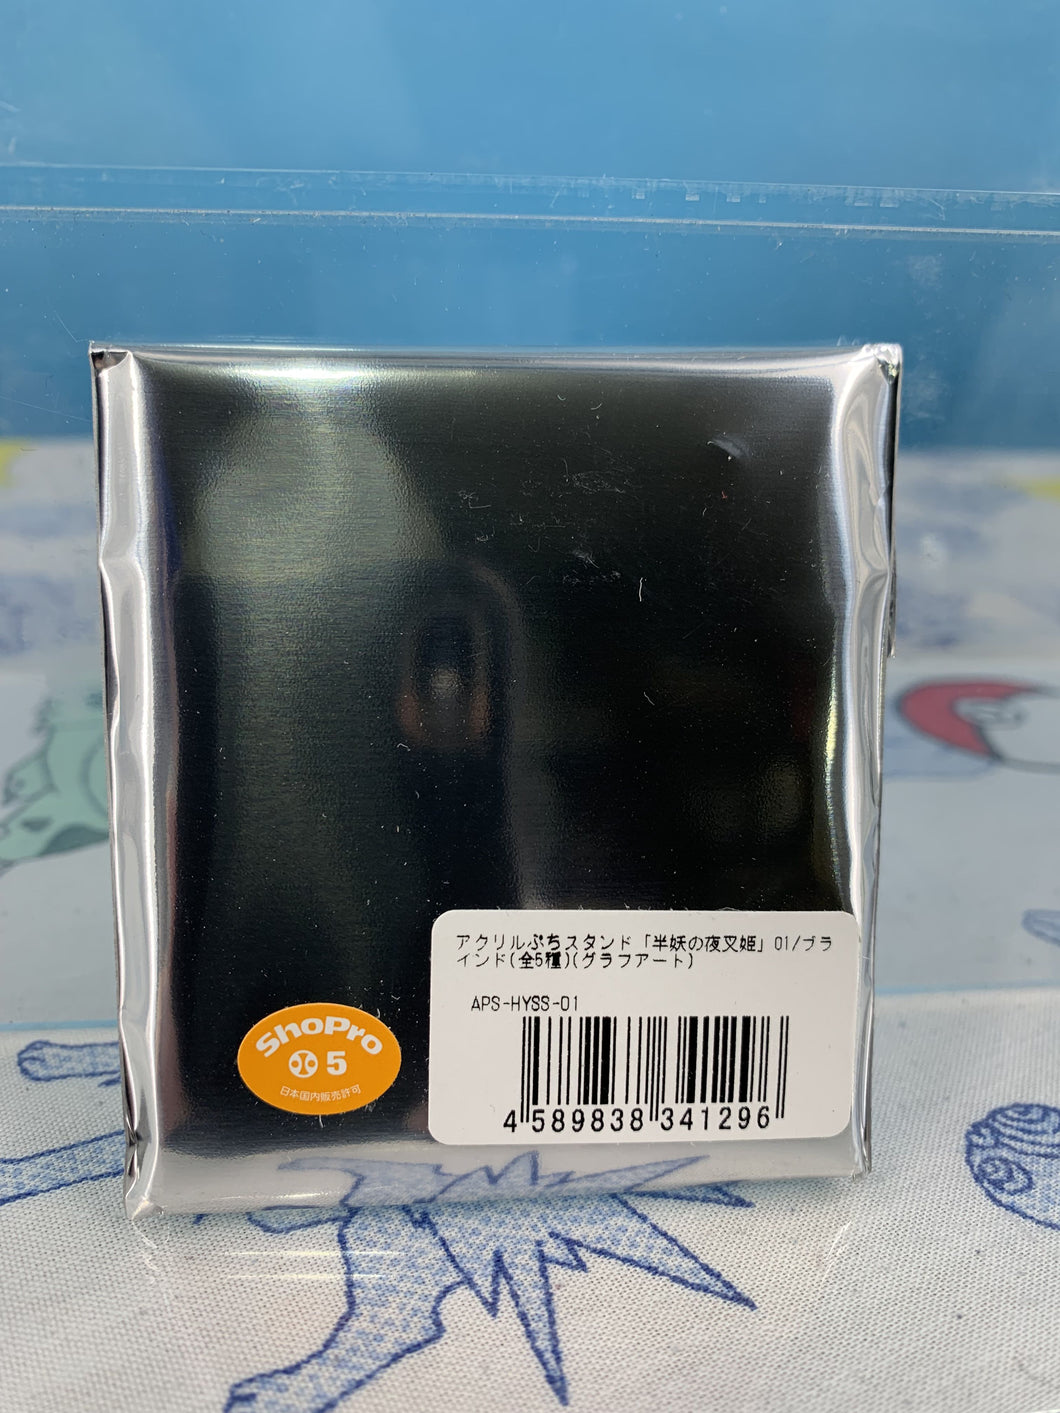 アクリルぷちスタンド「半妖の夜叉姫」01/ブラ
インド(全5種)(グラフアート)
APS-HYSS-01
4 589838 341296
ShoPro
5
日本国内販売許可